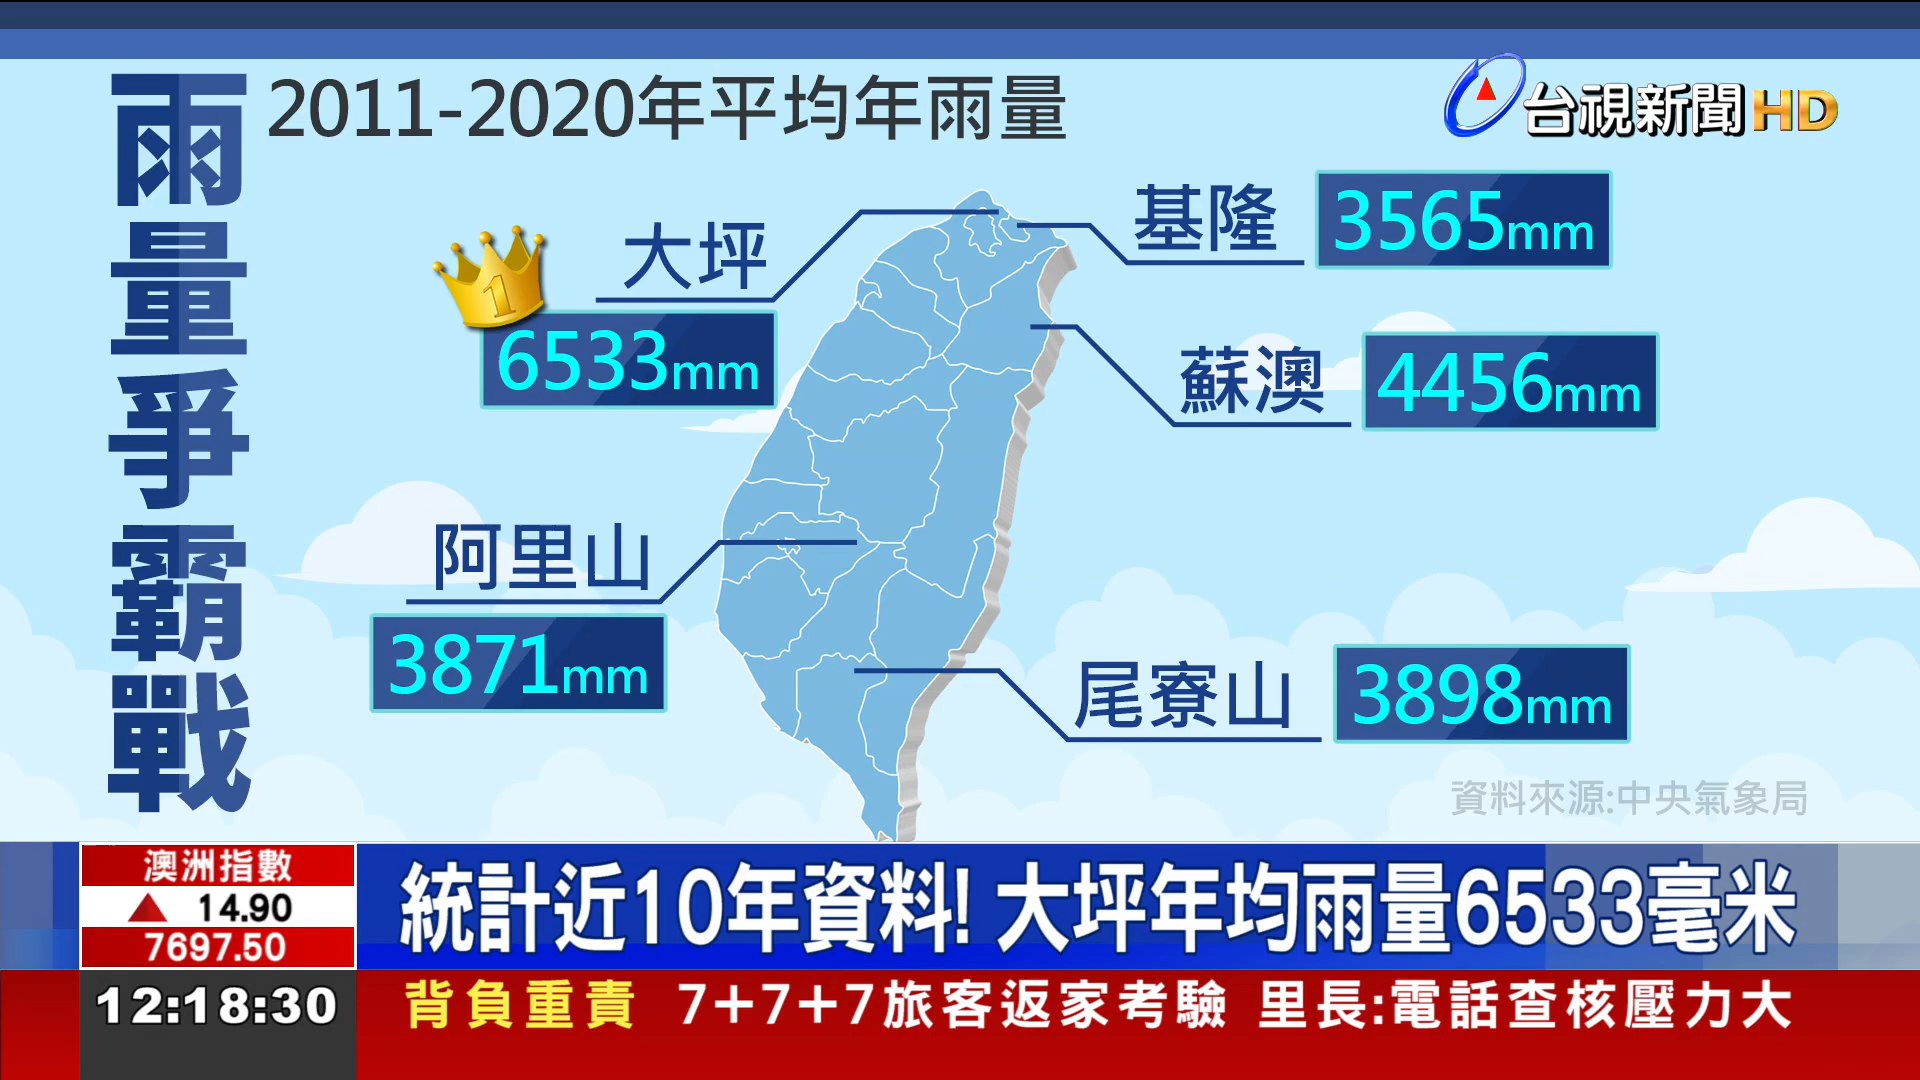 雨量爭霸戰
2011-2020年平均年雨量
台視新聞HD
大坪
1
6533mm
基隆
3565mm
蘇澳
4456mm
阿里山
3871mm
尾寮山
3898mm
資料來源:中央氣象局
澳洲指數
▲ 14.90
7697.50
統計近10年資料! 大坪年均雨量6533毫米
12:18:30
背負重責 7+7+7旅客返家考驗 里長:電話查核壓力大